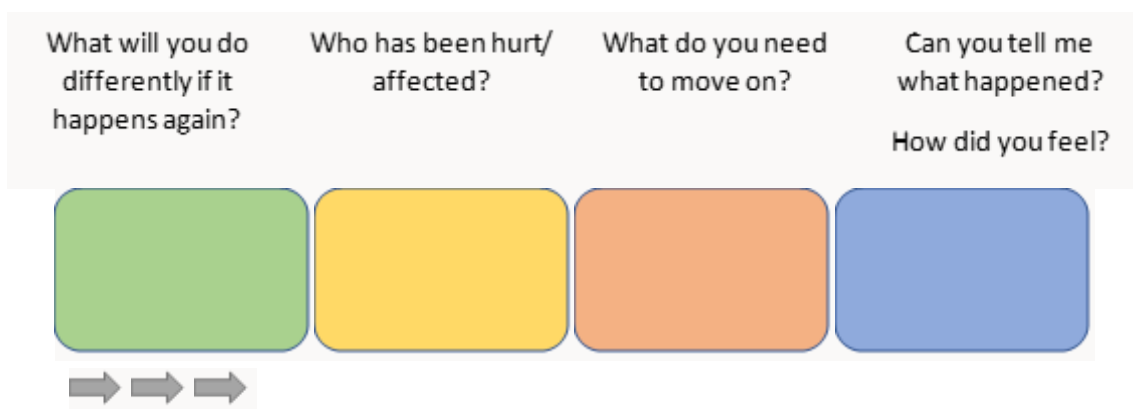 What will you do
differently if it
happens again?
Who has been hurt/
affected?
What do you need
to move on?
Can you tell me
what happened?
How did you feel?